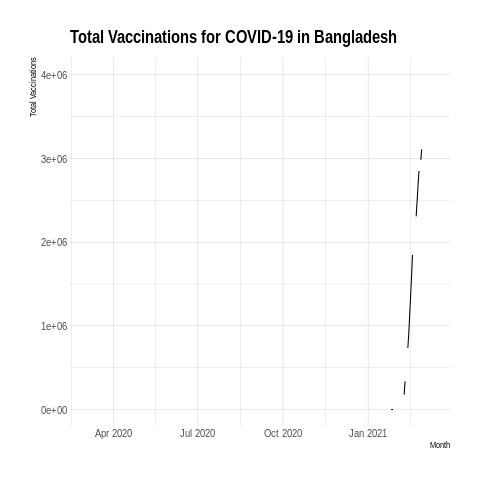 Total Vaccinations for COVID-19 in Bangladesh
Total Vaccinations
4e+06
3e+06
2e+06
1e+06
0e+00
Apr 2020 Jul 2020 Oct 2020 Jan 2021
Month